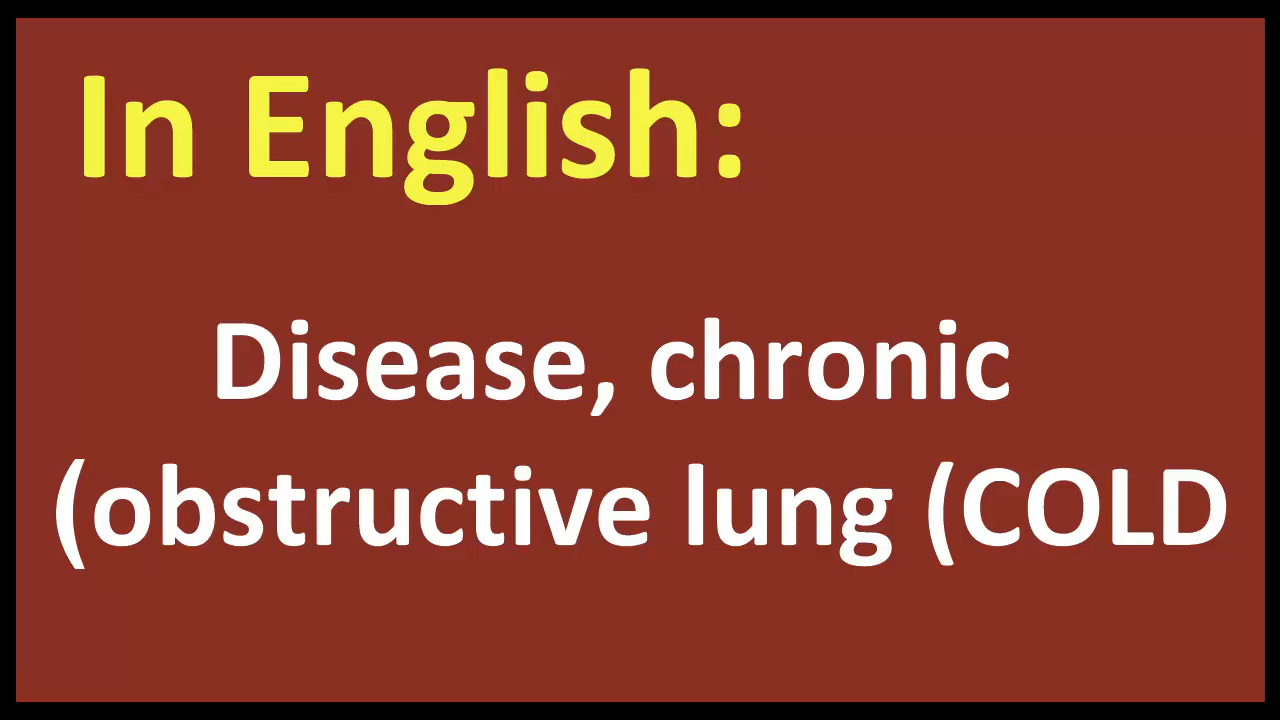 In English:
Disease, chronic
(obstructive lung (COLD